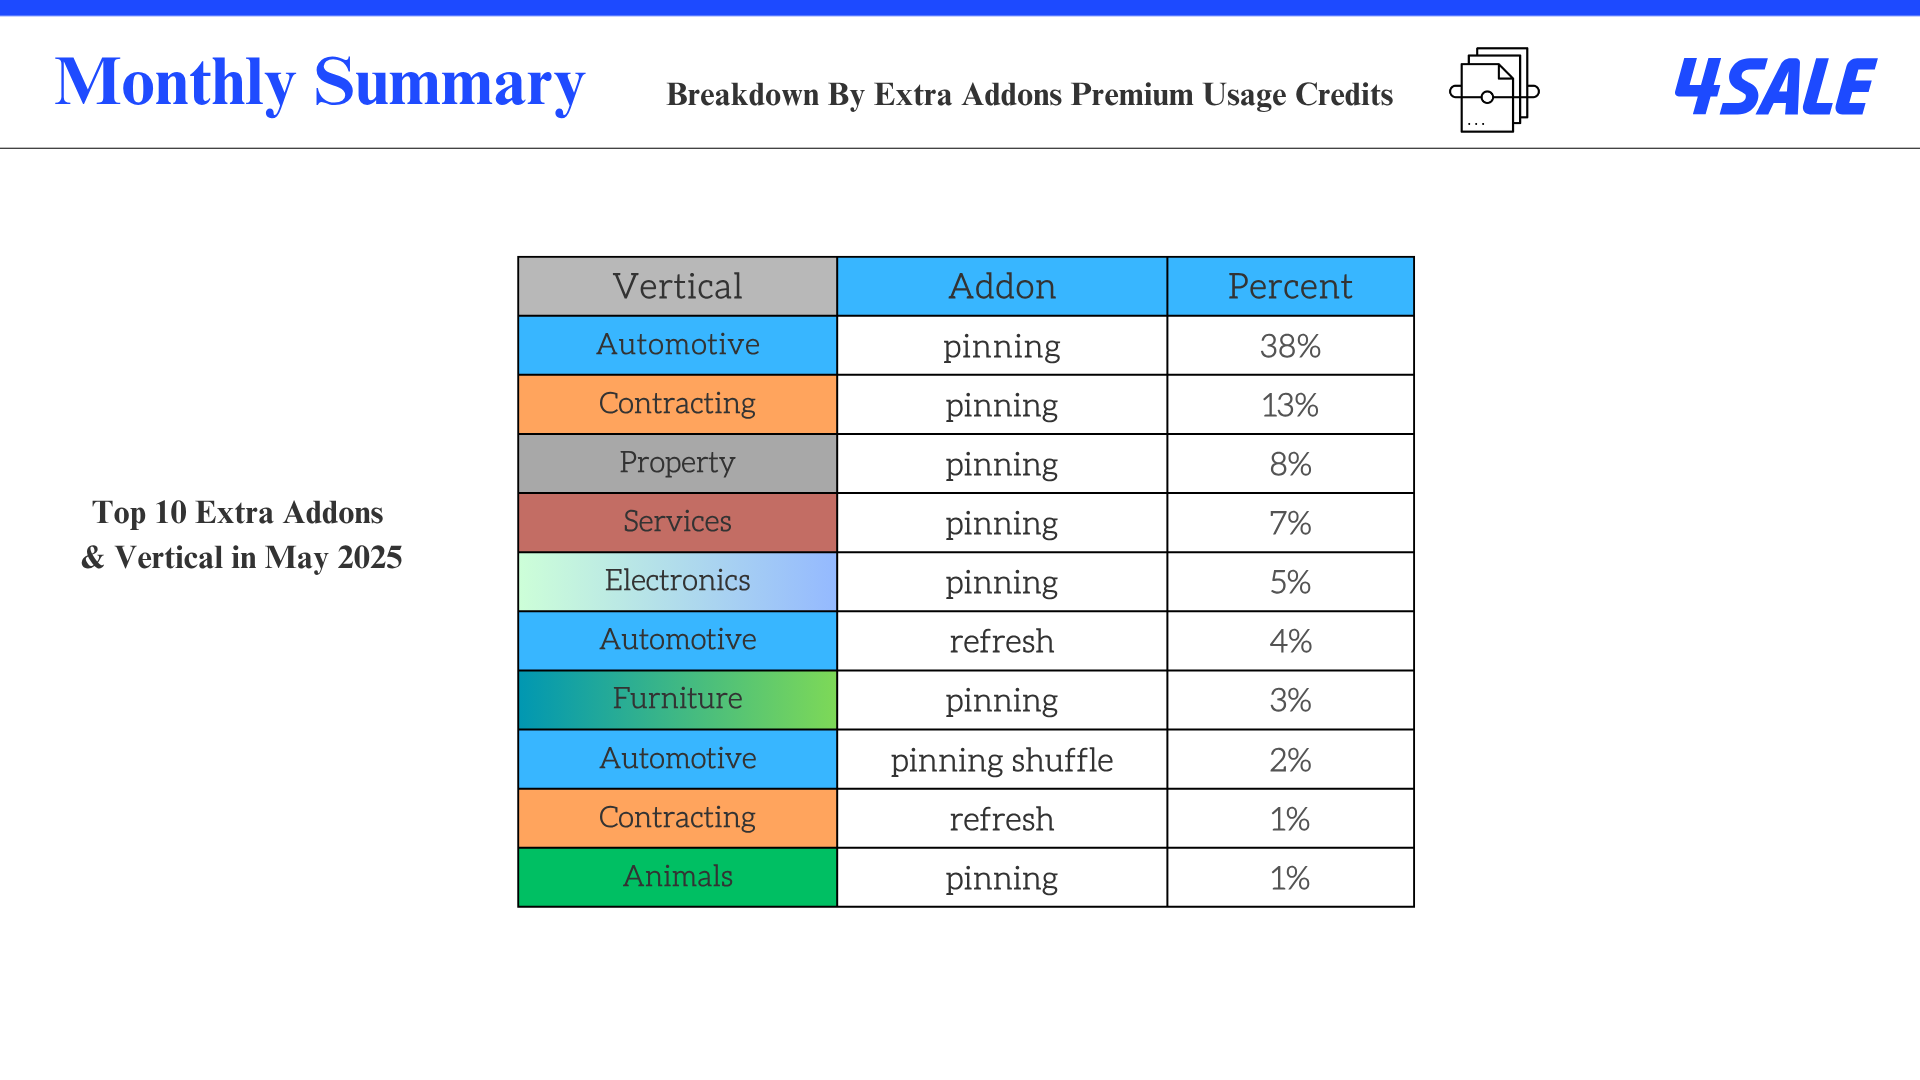 Monthly Summary
Breakdown By Extra Addons Premium Usage Credits
4SALE
Top 10 Extra Addons
& Vertical in May 2025
Vertical Addon Percent
Automotive pinning 38%
Contracting pinning 13%
Property pinning 8%
Services pinning 7%
Electronics pinning 5%
Automotive refresh 4%
Furniture pinning 3%
Automotive pinning shuffle 2%
Contracting refresh 1%
Animals pinning 1%